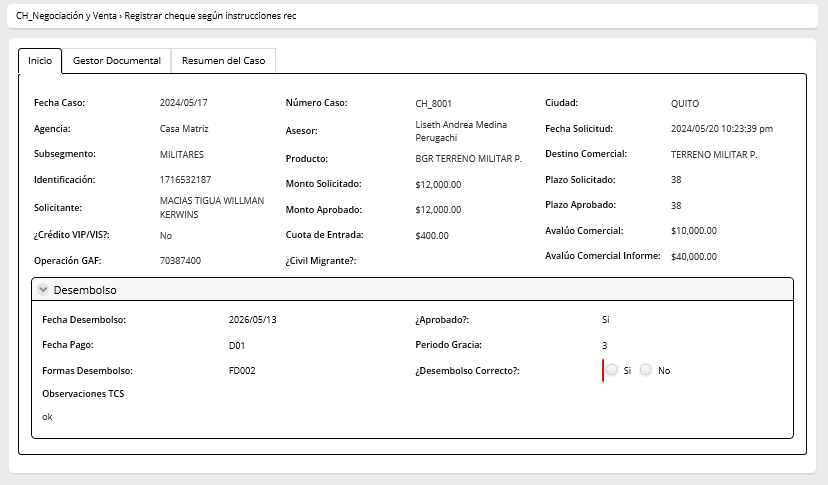 CH_Negociación y Venta › Registrar cheque según instrucciones rec
Inicio
Gestor Documental
Resumen del Caso
Fecha Caso: 2024/05/17 Número Caso: CH_8001 Ciudad: QUITO
Agencia: Casa Matriz Asesor: Liseth Andrea Medina Perugachi Fecha Solicitud: 2024/05/20 10:23:39 pm
Subsegmento: MILITARES Producto: BGR TERRENO MILITAR P. Destino Comercial: TERRENO MILITAR P.
Identificación: 1716532187 Monto Solicitado: $12,000.00 Plazo Solicitado: 38
Solicitante: MACIAS TIGUA WILLMAN KERWINS Monto Aprobado: $12,000.00 Plazo Aprobado: 38
¿Crédito VIP/VIS?: No Cuota de Entrada: $400.00 Avalúo Comercial: $10,000.00
Operación GAF: 70387400 ¿Civil Migrante?: Avalúo Comercial Informe: $40,000.00
Desembolso
Fecha Desembolso: 2026/05/13 ¿Aprobado?: Si
Fecha Pago: D01 Periodo Gracia: 3
Formas Desembolso: FD002 ¿Desembolso Correcto?: Si No
Observaciones TCS
ok